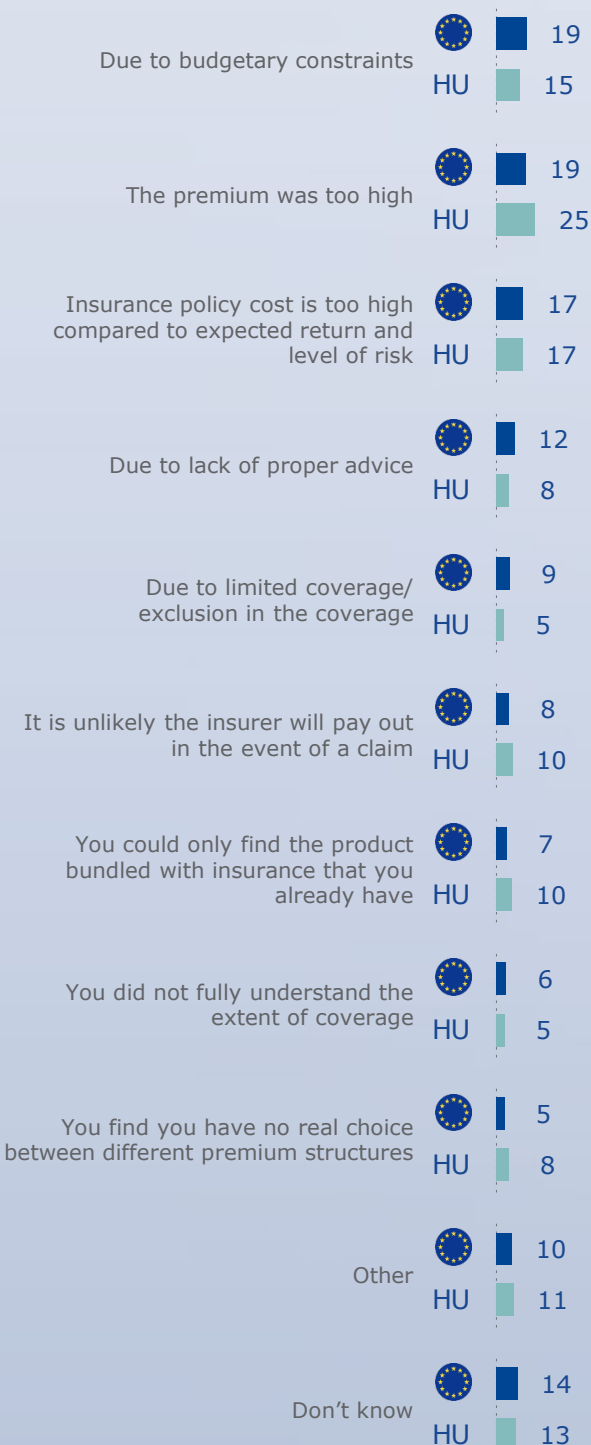 19
Due to budgetary constraints
HU 15
19
The premium was too high
HU 25
Insurance policy cost is too high 17
compared to expected return and
level of risk HU 17
12
Due to lack of proper advice
HU 8
9
Due to limited coverage/
exclusion in the coverage
HU 5
8
It is unlikely the insurer will pay out
in the event of a claim
HU 10
You could only find the product 7
bundled with insurance that you
already have HU 10
6
You did not fully understand the
extent of coverage
HU 5
5
You find you have no real choice
between different premium structures
HU 8
10
Other
HU 11
14
Don't know
HU 13